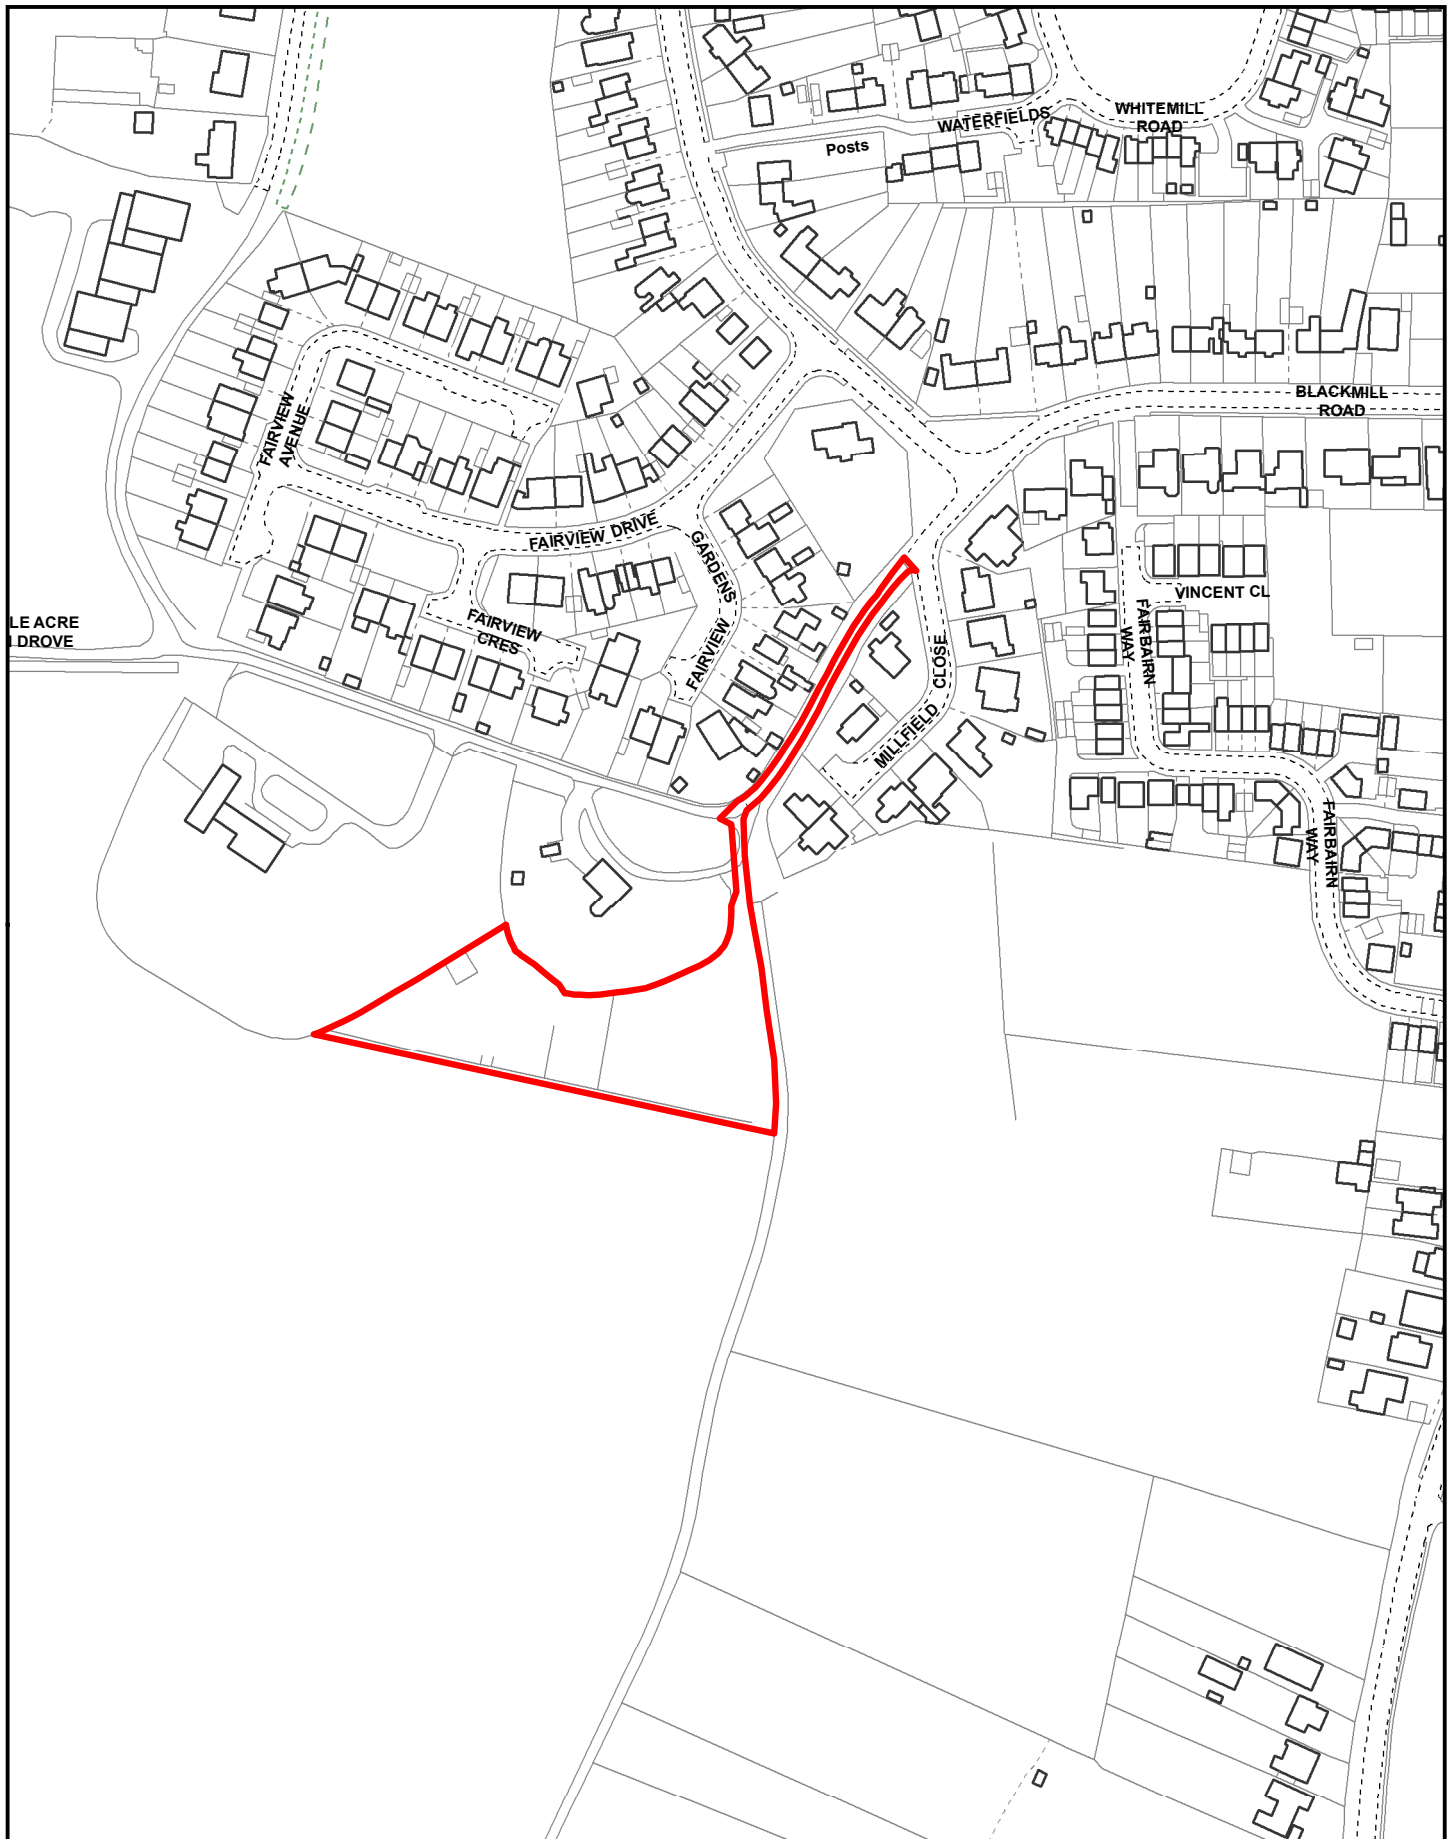 WHITEMILL
ROAD
WATERFIELDS
Posts
BLACKMILL
ROAD
FAIRVIEW
AVENUE
FAIRVIEW DRIVE
GARDENS
FAIRVIEW
VINCENT CL
FAIRBAIRN
WAY
LE ACRE
DROVE
FAIRVIEW
CRES
CLOSE
MILLFIELD
FAIRBAIRN
WAY